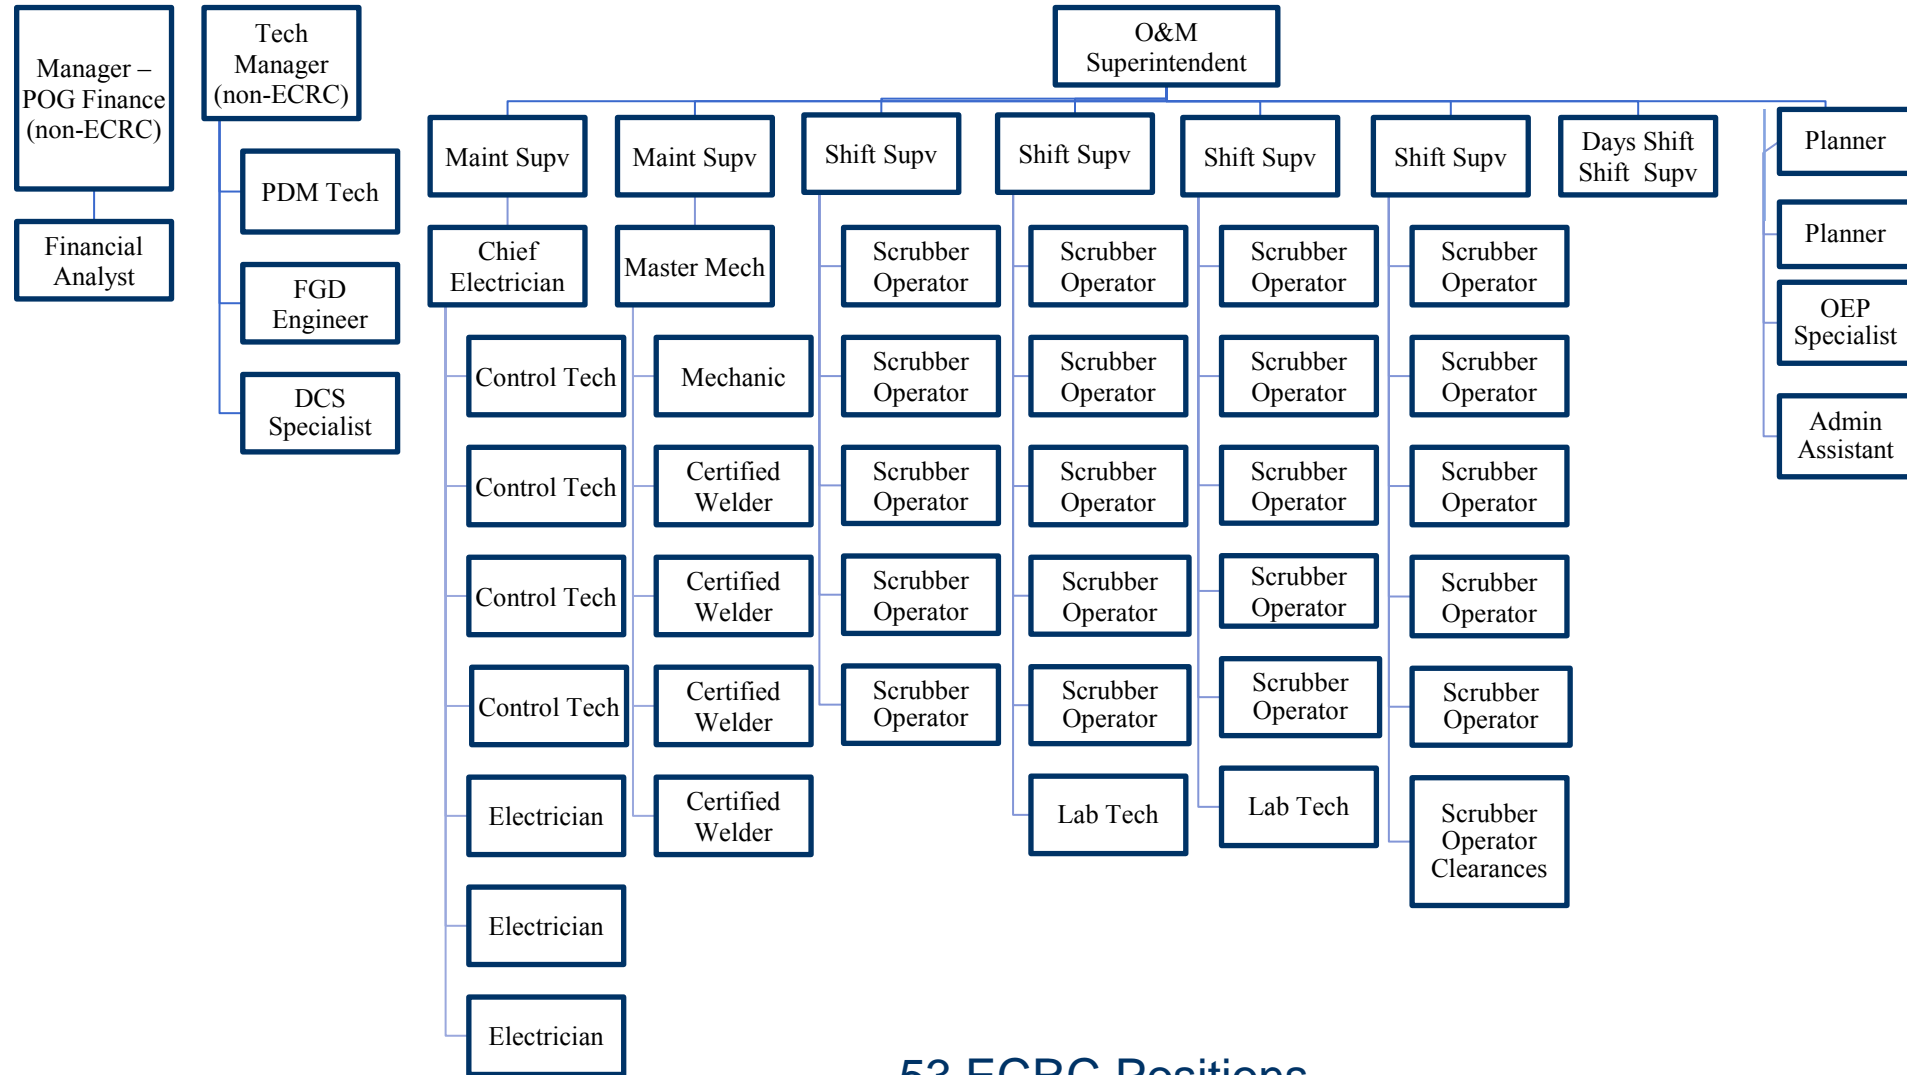 Manager –
POG Finance
(non-ECRC)
Financial
Analyst
Tech
Manager
(non-ECRC)
PDM Tech
FGD
Engineer
DCS
Specialist
O&M
Superintendent
Maint Supv
Chief
Electrician
Control Tech
Control Tech
Control Tech
Control Tech
Electrician
Electrician
Electrician
Maint Supv
Master Mech
Mechanic
Certified
Welder
Certified
Welder
Certified
Welder
Certified
Welder
Shift Supv
Scrubber
Operator
Scrubber
Operator
Scrubber
Operator
Scrubber
Operator
Scrubber
Operator
Shift Supv
Scrubber
Operator
Scrubber
Operator
Scrubber
Operator
Scrubber
Operator
Scrubber
Operator
Lab Tech
Shift Supv
Scrubber
Operator
Scrubber
Operator
Scrubber
Operator
Scrubber
Operator
Scrubber
Operator
Lab Tech
Shift Supv
Scrubber
Operator
Scrubber
Operator
Scrubber
Operator
Scrubber
Operator
Scrubber
Operator
Scrubber
Operator
Clearances
Days Shift
Shift Supv
Planner
Planner
OEP
Specialist
Admin
Assistant
53 ECRC Positions